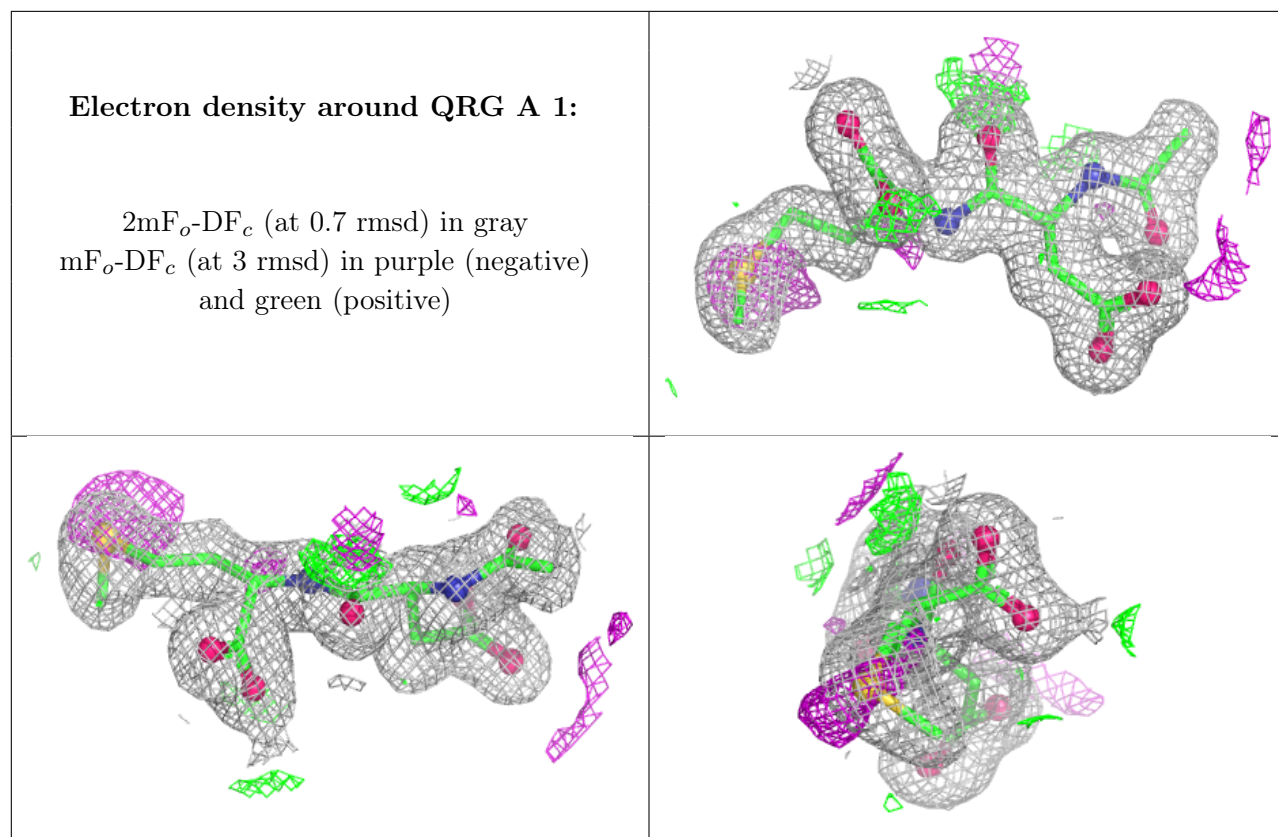 Electron density around QRG A 1:
2mFo-DFc (at 0.7 rmsd) in gray
mFo-DFc (at 3 rmsd) in purple (negative)
and green (positive)